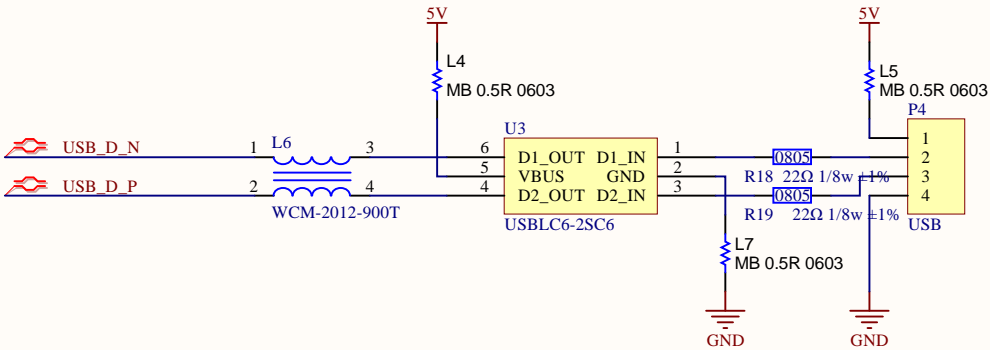 5V
5V
L4
MB 0.5R 0603
L5
MB 0.5R 0603
P4
U3
USB_D_N
1
L6
3
6
D1_OUT
D1_IN
1
1
2
5
VBUS
GND
2
R18
22Ω 1/8w ±1%
0805
3
USB_D_P
2
4
4
D2_OUT
D2_IN
3
0805
4
WCM-2012-900T
USBLC6-2SC6
R19
22Ω 1/8w ±1%
USB
L7
MB 0.5R 0603
GND
GND